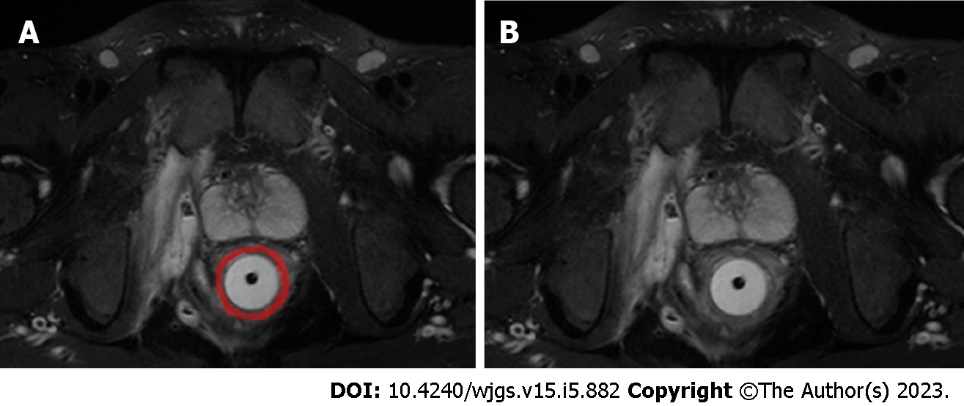 A
B
DOI: 10.4240/wjgs.v15.i5.882 Copyright ©The Author(s) 2023.